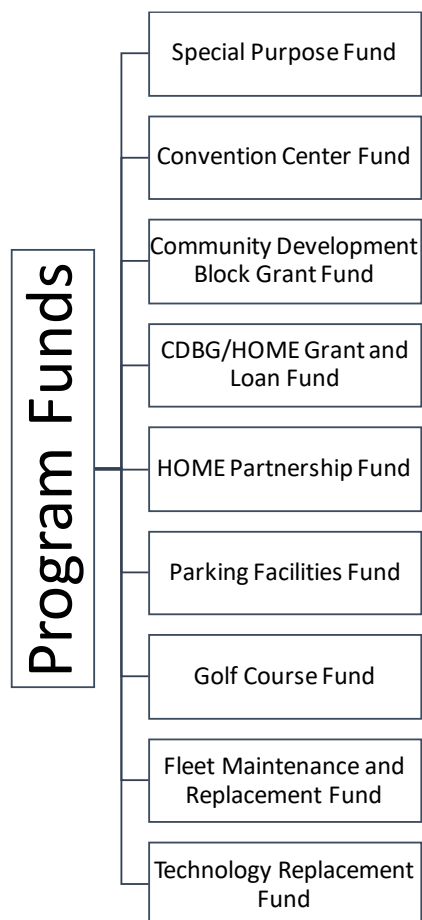 Program Funds
Special Purpose Fund
Convention Center Fund
Community Development
Block Grant Fund
CDBG/HOME Grant and
Loan Fund
HOME Partnership Fund
Parking Facilities Fund
Golf Course Fund
Fleet Maintenance and
Replacement Fund
Technology Replacement
Fund